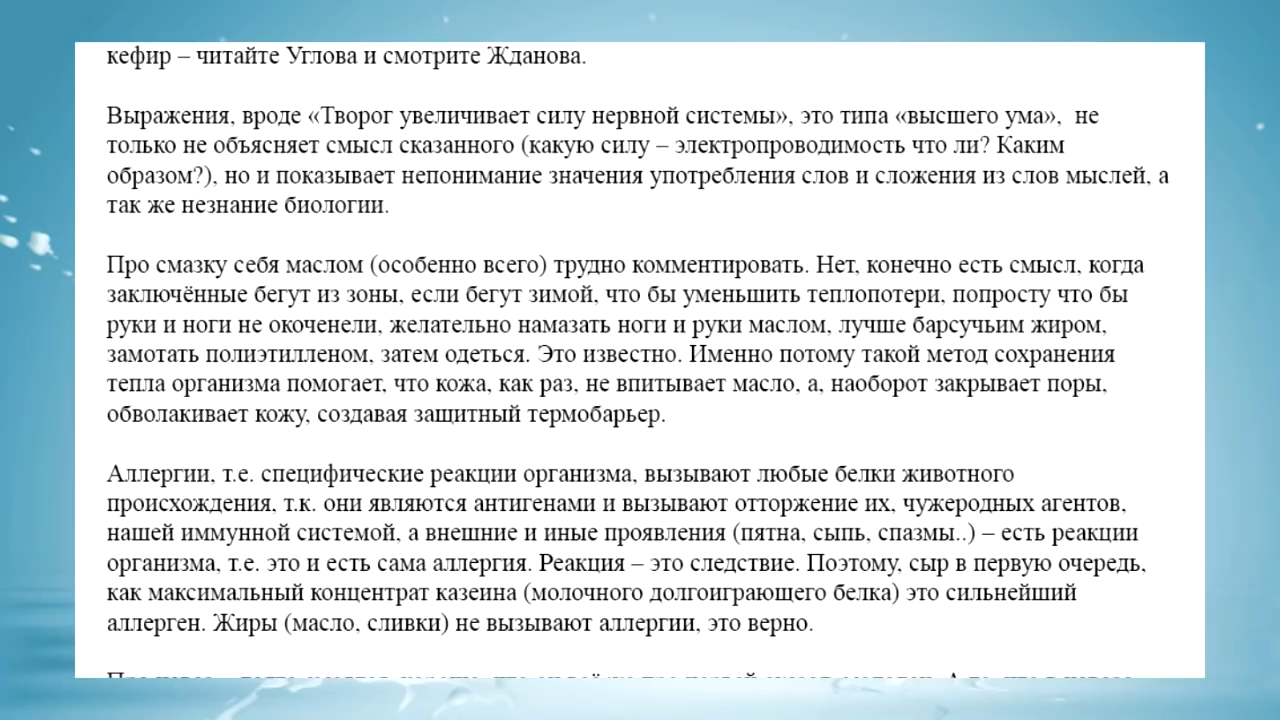 кефир – читайте Углова и смотрите Жданова.
Выражения, вроде «Творог увеличивает силу нервной системы», это типа «высшего ума»,  не
только не объясняет смысл сказанного (какую силу – электропроводимость что ли? Каким
образом?), но и показывает непонимание значения употребления слов и сложения из слов мыслей, а
так же незнание биологии.
Про смазку себя маслом (особенно всего) трудно комментировать. Нет, конечно есть смысл, когда
заключённые бегут из зоны, если бегут зимой, что бы уменьшить теплопотери, попросту что бы
руки и ноги не окоченели, желательно намазать ноги и руки маслом, лучше барсучьим жиром,
замотать полиэтилленом, затем одеться. Это известно. Именно потому такой метод сохранения
тепла организма помогает, что кожа, как раз, не впитывает масло, а, наоборот закрывает поры,
обволакивает кожу, создавая защитный термобарьер.
Аллергии, т.е. специфические реакции организма, вызывают любые белки животного
происхождения, т.к. они являются антигенами и вызывают отторжение их, чужеродных агентов,
нашей иммунной системой, а внешние и иные проявления (пятна, сыпь, спазмы..) – есть реакции
организма, т.е. это и есть сама аллергия. Реакция – это следствие. Поэтому, сыр в первую очередь,
как максимальный концентрат казеина (молочного долгоиграющего белка) это сильнейший
аллерген. Жиры (масло, сливки) не вызывают аллергии, это верно.